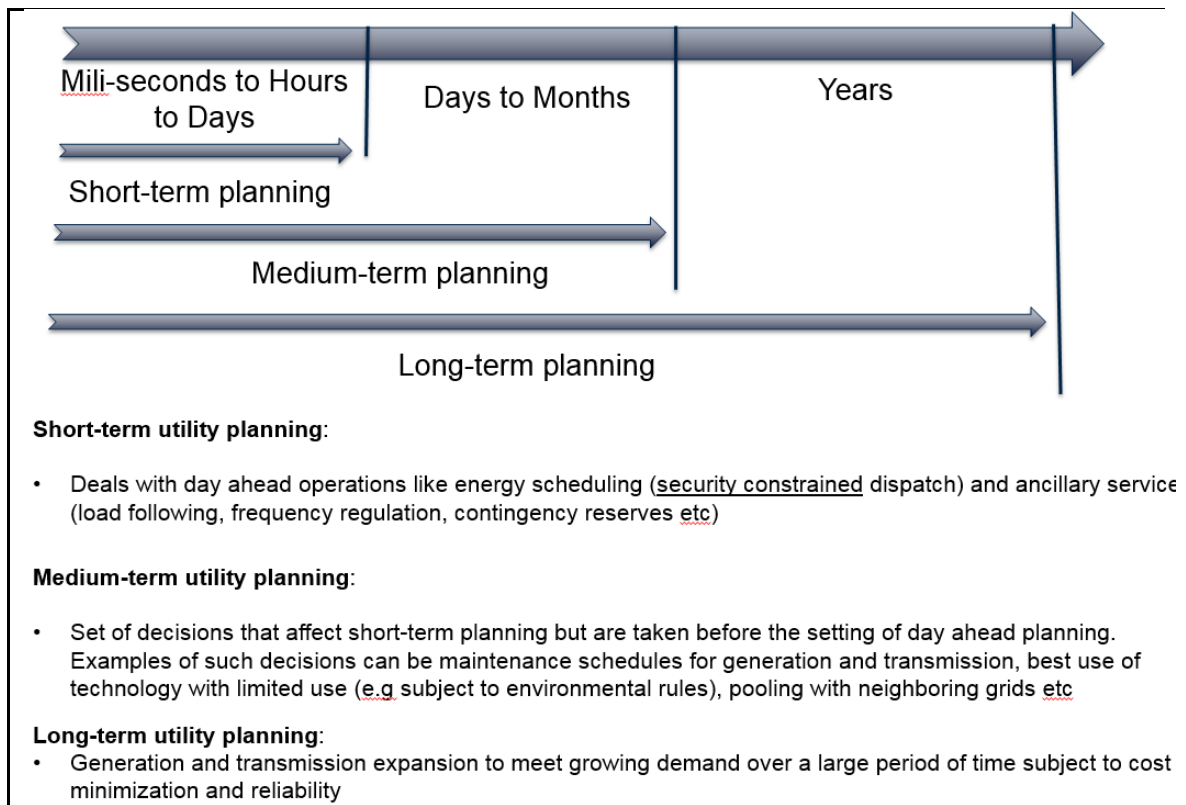 Mili-seconds to Hours
to Days
Days to Months
Years
Short-term planning
Medium-term planning
Long-term planning
Short-term utility planning:
• Deals with day ahead operations like energy scheduling (security constrained dispatch) and ancillary service
(load following, frequency regulation, contingency reserves etc)
Medium-term utility planning:
• Set of decisions that affect short-term planning but are taken before the setting of day ahead planning.
Examples of such decisions can be maintenance schedules for generation and transmission, best use of
technology with limited use (e.g subject to environmental rules), pooling with neighboring grids etc
Long-term utility planning:
• Generation and transmission expansion to meet growing demand over a large period of time subject to cost
minimization and reliability